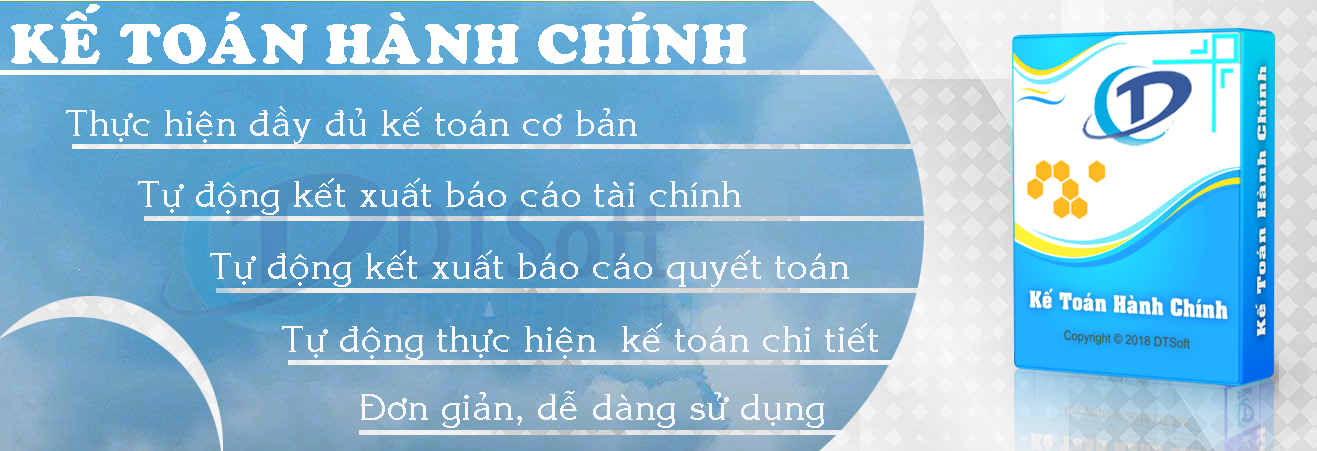 KẾ TOÁN HÀNH CHÍNH
Thực hiện đầy đủ kế toán cơ bản
Tự động kết xuất báo cáo tài chính
DTSoft
Tự động kết xuất báo cáo quyết toán
Tự động thực hiện kế toán chi tiết
Đơn giản, dễ dàng sử dụng
Kế Toán Hành Chính
Copyright © 2018 DTSoft
Kế Toán Hành Chính